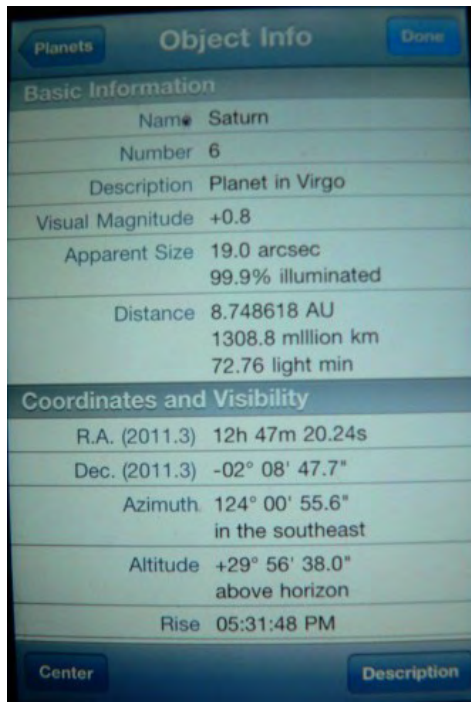 Planets Object Info Done
Basic Information
Name Saturn
Number 6
Description Planet in Virgo
Visual Magnitude +0.8
Apparent Size 19.0 arcsec
99.9% illuminated
Distance 8.748618 AU
1308.8 million km
72.76 light min
Coordinates and Visibility
R.A. (2011.3) 12h 47m 20.24s
Dec. (2011.3) -02° 08' 47.7"
Azimuth 124° 00' 55.6"
in the southeast
Altitude +29° 56' 38.0"
above horizon
Rise 05:31:48 PM
Center Description